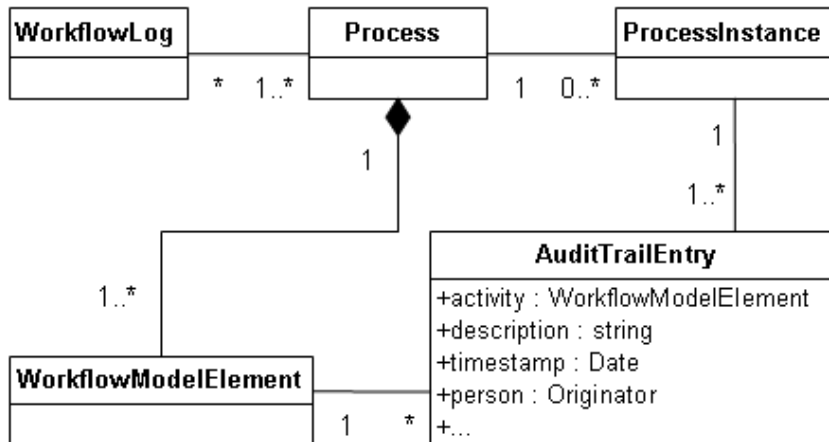 WorkflowLog
Process
ProcessInstance
* 1..*
1 0..*
1
1
1..*
AuditTrailEntry
+activity : WorkflowModelElement
+description : string
+timestamp : Date
+person : Originator
+...
1..*
WorkflowModelElement
1 *